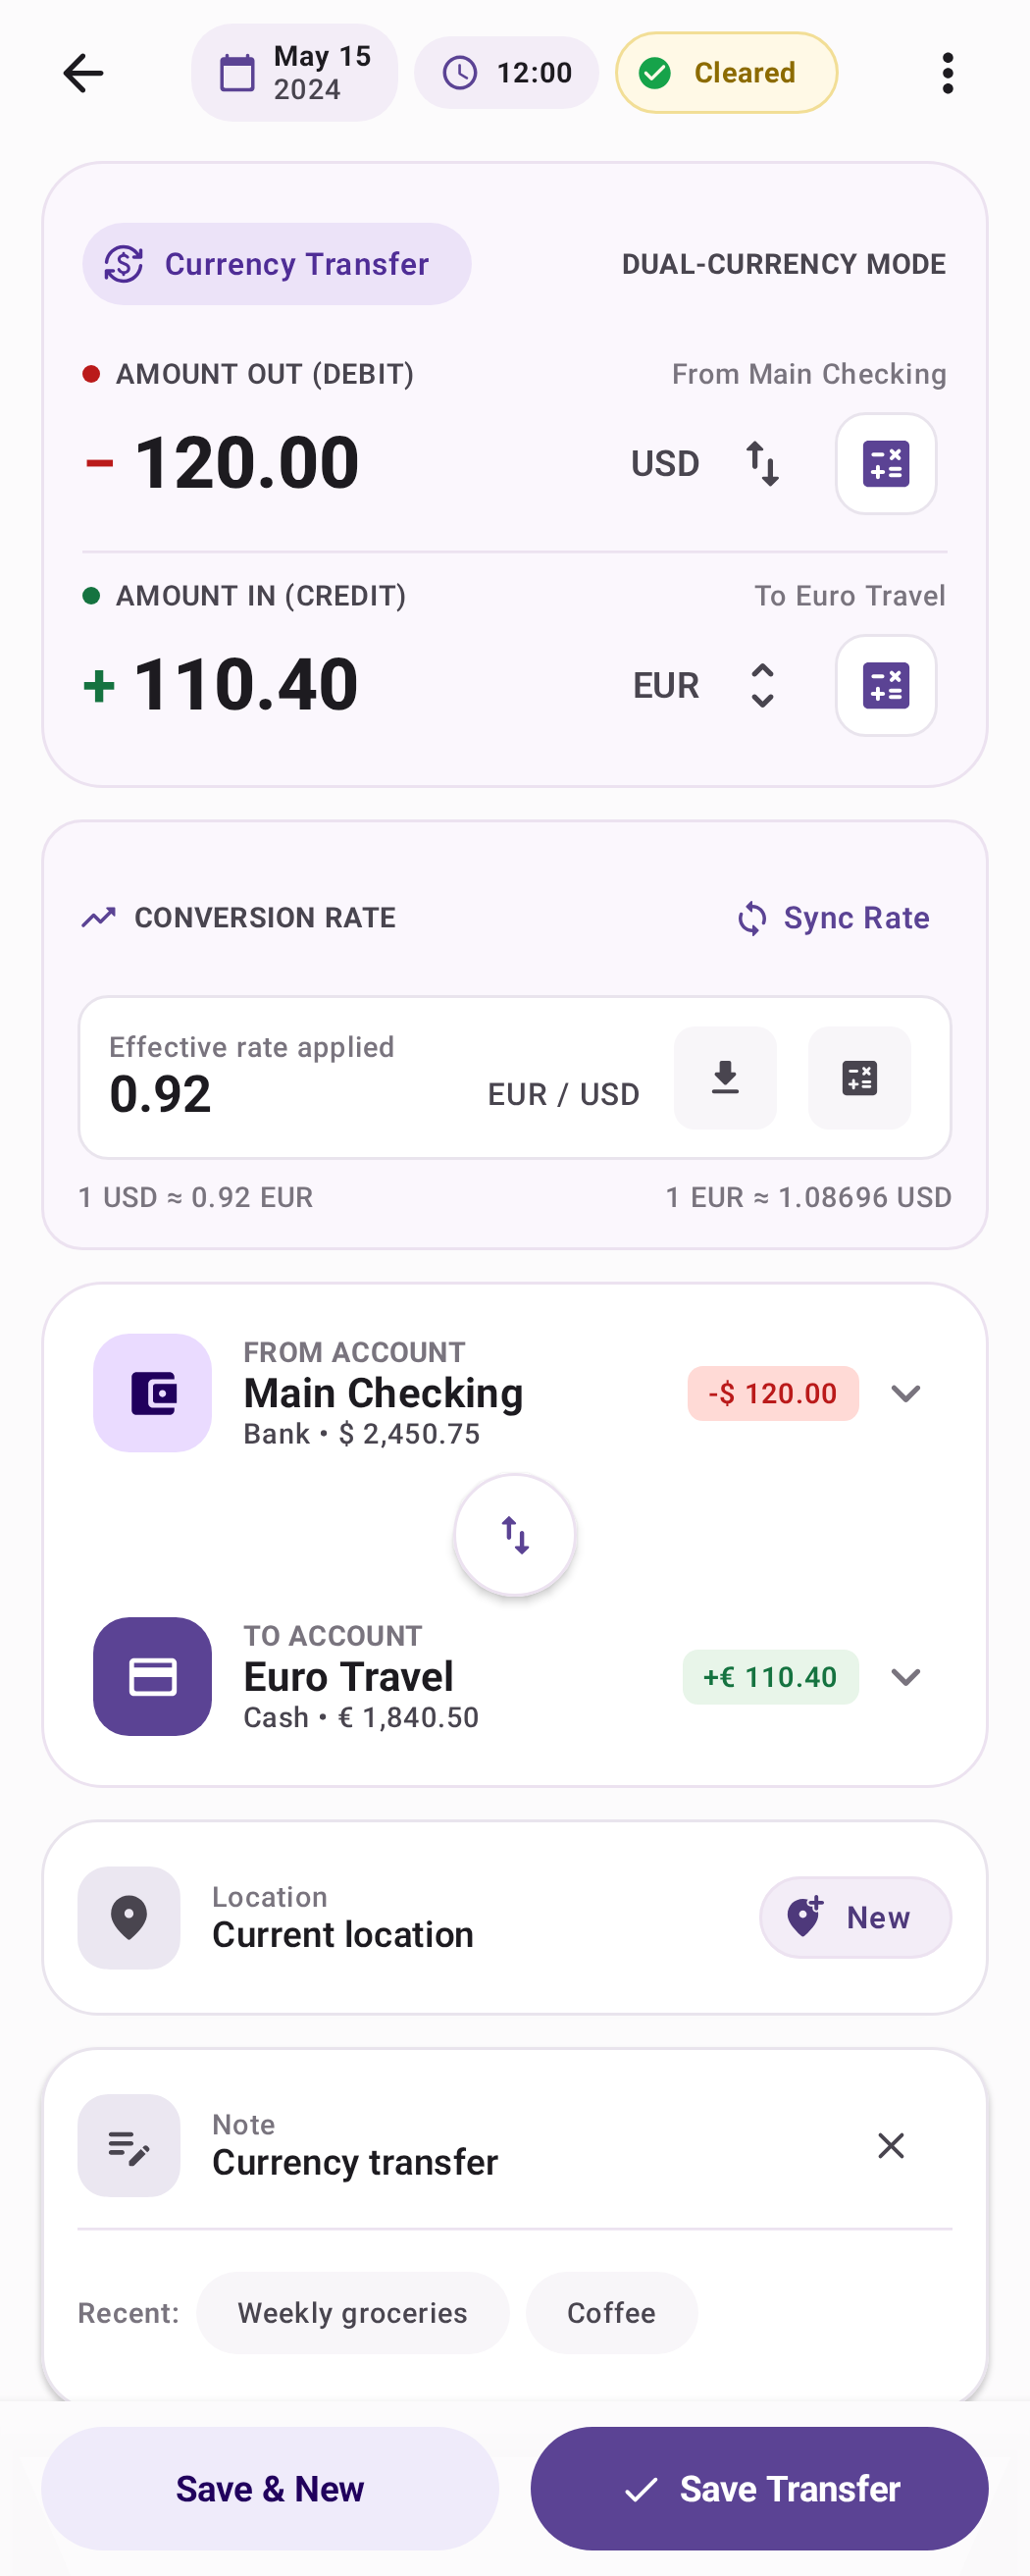 May 15
2024
12:00
Cleared
Currency Transfer
DUAL-CURRENCY MODE
AMOUNT OUT (DEBIT)
From Main Checking
− 120.00
USD
AMOUNT IN (CREDIT)
To Euro Travel
+ 110.40
EUR
CONVERSION RATE
Sync Rate
Effective rate applied
0.92
EUR / USD
1 USD ≈ 0.92 EUR
1 EUR ≈ 1.08696 USD
FROM ACCOUNT
Main Checking
Bank • $ 2,450.75
-$ 120.00
TO ACCOUNT
Euro Travel
Cash • € 1,840.50
+€ 110.40
Location
Current location
New
Note
Currency transfer
Recent:
Weekly groceries
Coffee
Save & New
Save Transfer